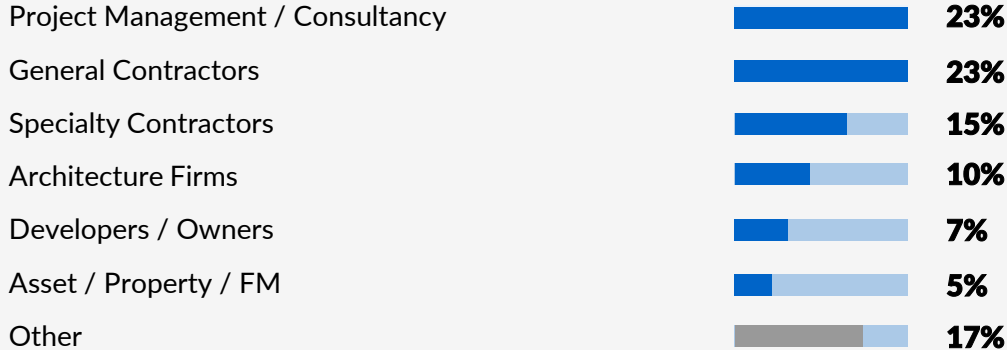 Project Management / Consultancy 23%
General Contractors 23%
Specialty Contractors 15%
Architecture Firms 10%
Developers / Owners 7%
Asset / Property / FM 5%
Other 17%